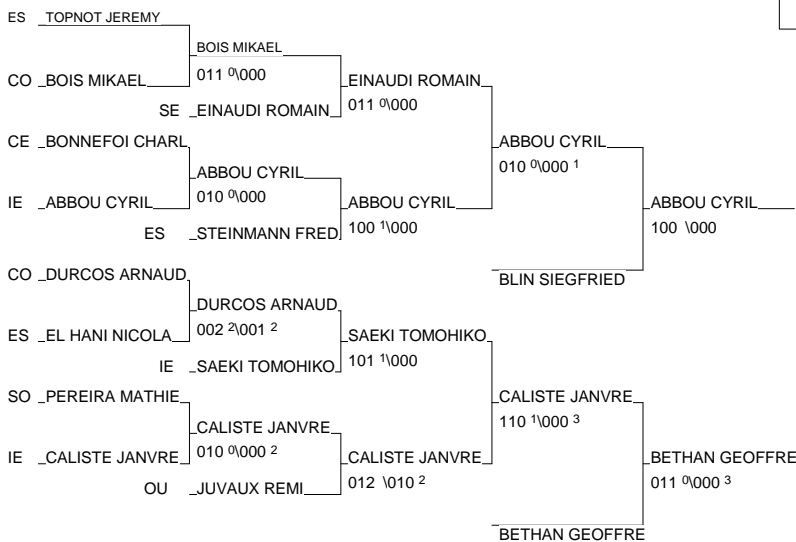 ES TOPNOT JEREMY
BOIS MIKAEL
CO BOIS MIKAEL 011 0\000 EINAUDI ROMAIN
SE EINAUDI ROMAIN 011 0\000
CE BONNEFOI CHARL ABBOU CYRIL
ABBOU CYRIL 010 0\000 1
IE ABBOU CYRIL 010 0\000 ABBOU CYRIL ABBOU CYRIL
ES STEINMANN FRED 100 1\000 100 \000
CO DURCOS ARNAUD BLIN SIEGFRIED
DURCOS ARNAUD
ES EL HANI NICOLA 002 2\001 2 SAEKI TOMOHIKO
IE SAEKI TOMOHIKO 101 1\000
SO PEREIRA MATHIE CALISTE JANVRE
CALISTE JANVRE 110 1\000 3
IE CALISTE JANVRE 010 0\000 2 CALISTE JANVRE BETHAN GEOFFRE
OU JUVAUX REMI 012 \010 2 011 0\000 3
BETHAN GEOFFRE